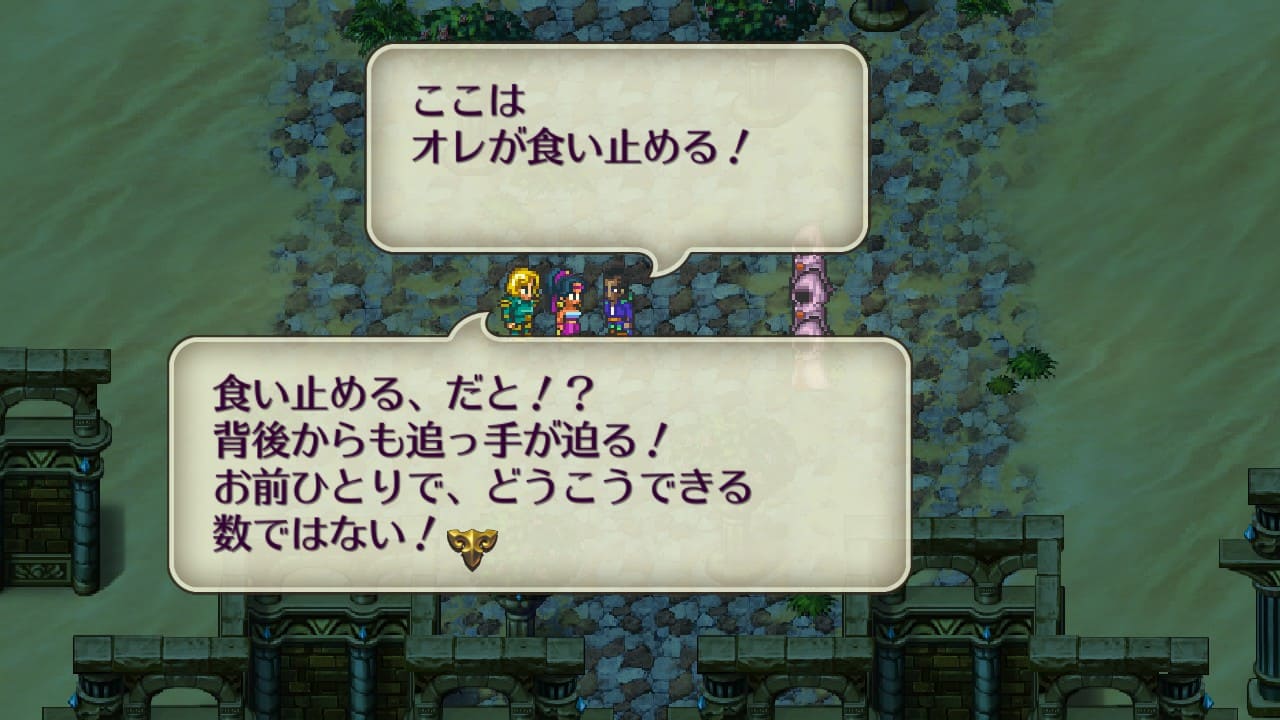 ここは
オレが食い止める！
食い止める、だと！？
背後からも追っ手が迫る！
お前ひとりで、どうこうできる
数ではない！